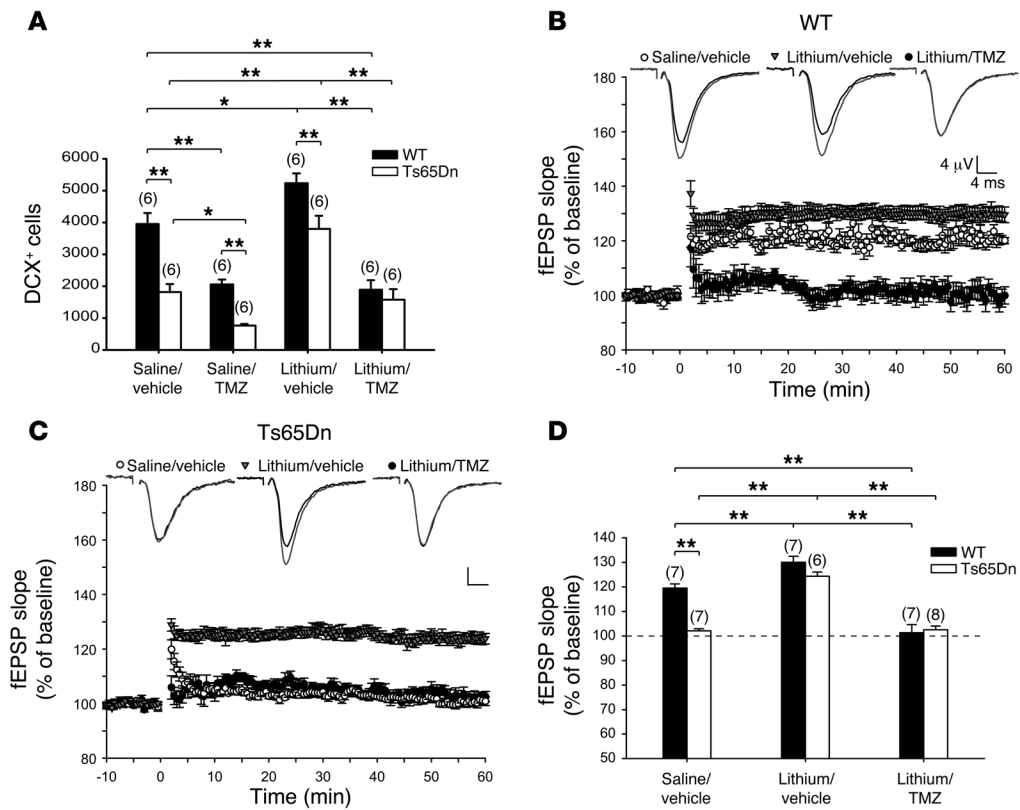 A
**
** **
* **
**
**
(6)
(6)
*
**
(6)
(6)
**
(6)
(6)
(6)
(6)
WT
Ts65Dn
DCX+ cells
6000
5000
4000
3000
2000
1000
0
Saline/ vehicle
Saline/ TMZ
Lithium/ vehicle
Lithium/ TMZ
B
WT
Saline/vehicle Lithium/vehicle Lithium/TMZ
fEPSP slope
(% of baseline)
180
160
140
120
100
80
4 μV
4 ms
-10 0 10 20 30 40 50 60
Time (min)
C
Ts65Dn
Saline/vehicle Lithium/vehicle Lithium/TMZ
fEPSP slope
(% of baseline)
180
160
140
120
100
80
-10 0 10 20 30 40 50 60
Time (min)
D
**
** **
** **
**
(7)
(7)
(7)
(6)
(7)
(8)
WT
Ts65Dn
fEPSP slope
(% of baseline)
140
130
120
110
100
90
80
70
60
50
Saline/ vehicle
Lithium/ vehicle
Lithium/ TMZ